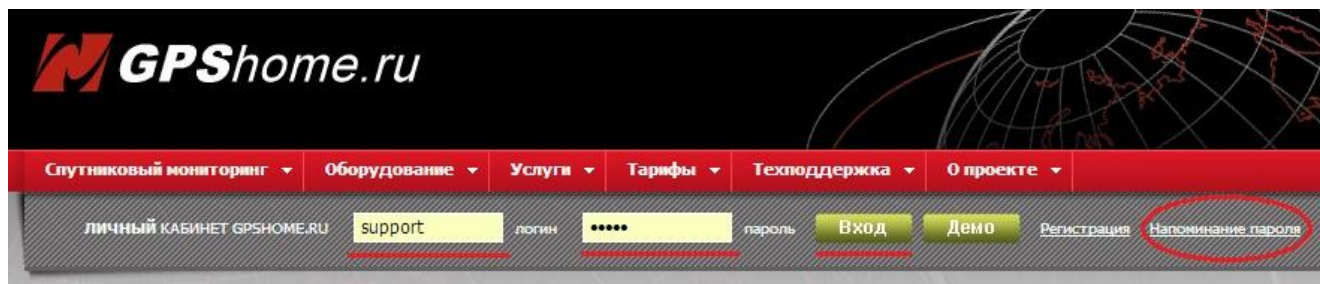 GPShome.ru
Спутниковый мониторинг Оборудование Услуги Тарифы Техподдержка О проекте
ЛИЧНЫЙ КАБИНЕТ GPSHOME.RU support логин ••••• пароль Вход Демо Регистрация Напоминание пароля